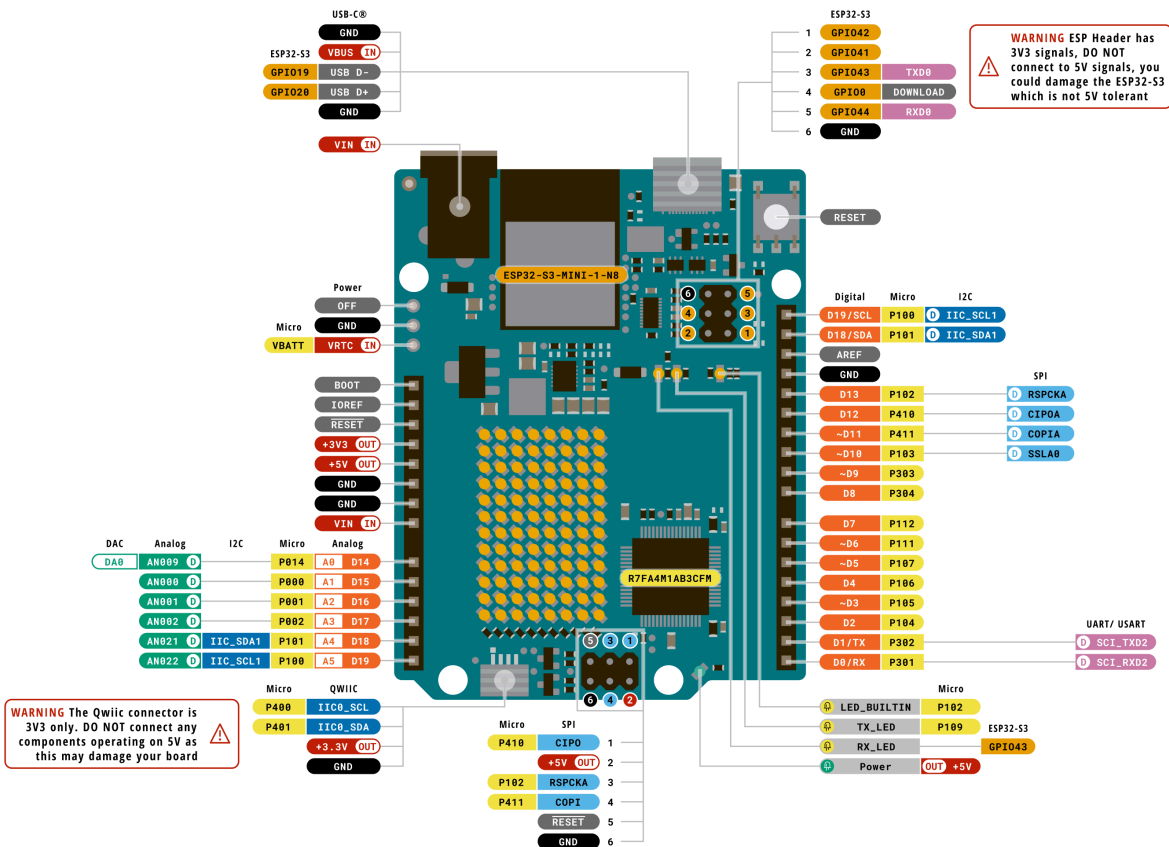 USB-C®
GND
VBUS IN
ESP32-S3
GPIO19 USB D-
GPIO20 USB D+
GND
VIN IN
ESP32-S3
1 GPIO42
2 GPIO41
3 GPIO43 TXD0
4 GPIO0 DOWNLOAD
5 GPIO44 RXD0
6 GND
WARNING ESP Header has
3V3 signals, DO NOT
connect to 5V signals, you
could damage the ESP32-S3
which is not 5V tolerant
RESET
ESP32-S3-MINI-1-N8
6 5
4 3
2 1
Power
OFF
GND
Micro
VBATT VRTC IN
BOOT
IOREF
RESET
+3V3 OUT
+5V OUT
GND
GND
VIN IN
DAC Analog I2C Micro Analog
DA0 AN009 D P014 A0 D14
AN000 D P000 A1 D15
AN001 D P001 A2 D16
AN002 D P002 A3 D17
AN021 D IIC_SDA1 P101 A4 D18
AN022 D IIC_SCL1 P100 A5 D19
Digital Micro I2C
D19/SCL P100 D IIC_SCL1
D18/SDA P101 D IIC_SDA1
AREF
GND
SPI
D13 P102 D RSPCKA
D12 P410 D CIPOA
~D11 P411 D COPIA
~D10 P103 D SSLA0
~D9 P303
D8 P304
D7 P112
~D6 P111
~D5 P107
D4 P106
~D3 P105
D2 P104
UART/ USART
D1/TX P302 D SCI_TXD2
D0/RX P301 D SCI_RXD2
R7FA4M1AB3CFM
5 3 1
6 4 2
WARNING The Qwiic connector is
3V3 only. DO NOT connect any
components operating on 5V as
this may damage your board
Micro QWIIC
P400 IIC0_SCL
P401 IIC0_SDA
+3.3V OUT
GND
Micro SPI
P410 CIPO 1
+5V OUT 2
P102 RSPCKA 3
P411 COPI 4
RESET 5
GND 6
Micro
LED_BUILTIN P102
TX_LED P109
ESP32-S3
RX_LED GPIO43
Power OUT +5V